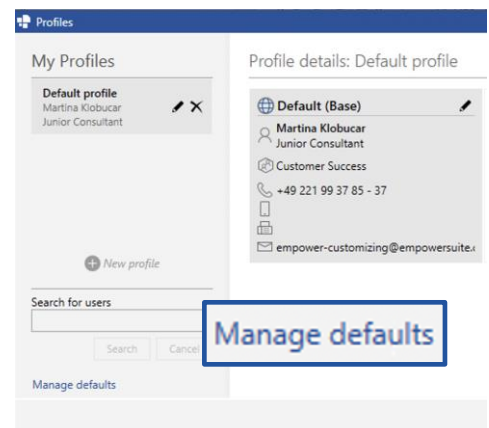 Profiles
My Profiles
Default profile
Martina Klobucar
Junior Consultant
New profile
Search for users
Search Cancel
Manage defaults
Profile details: Default profile
Default (Base)
Martina Klobucar
Junior Consultant
Customer Success
+49 221 99 37 85 - 37
empower-customizing@empowersuite.c
Manage defaults